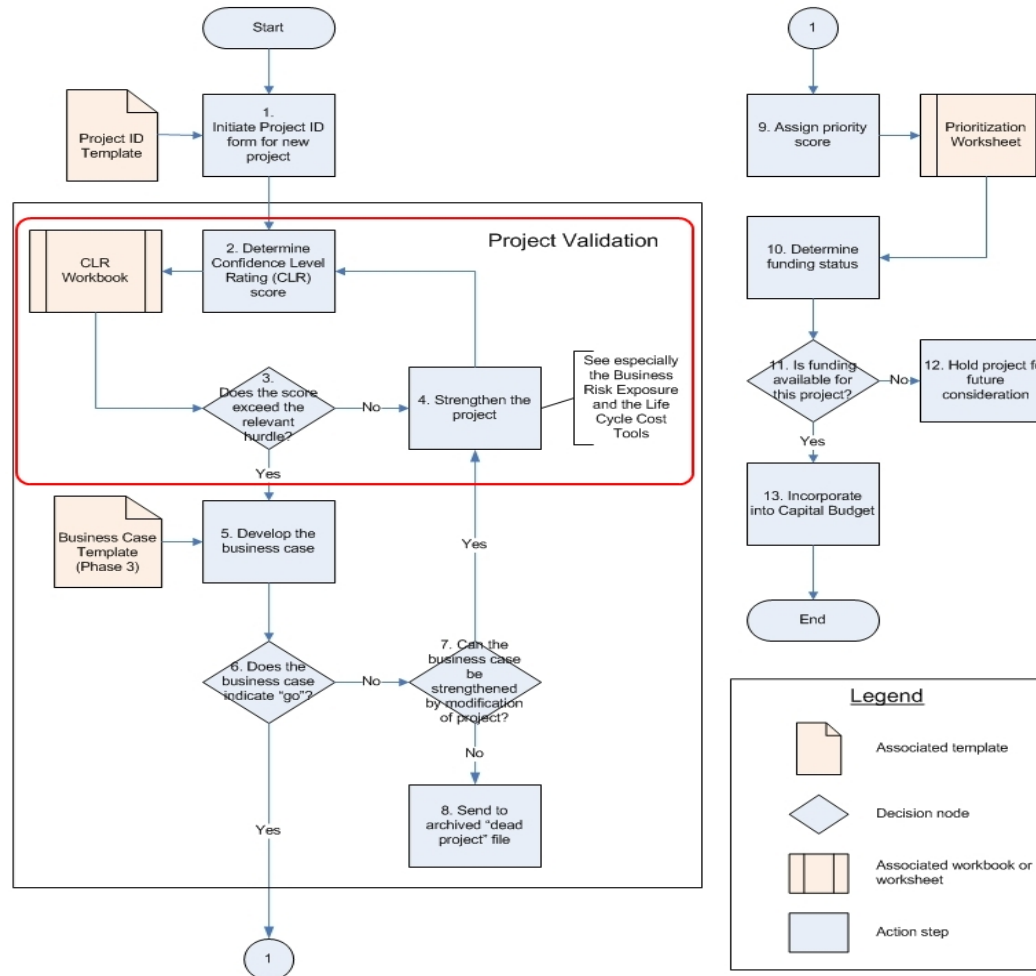 Start
Project ID
Template
1.
Initiate Project ID
form for new
project
Project Validation
CLR
Workbook
2. Determine
Confidence Level
Rating (CLR)
score
3.
Does the score
exceed the
relevant
hurdle?
No
4. Strengthen the
project
See especially
the Business
Risk Exposure
and the Life
Cycle Cost
Tools
Yes
Business Case
Template
(Phase 3)
5. Develop the
business case
Yes
6. Does the
business case
indicate “go”?
No
7. Can the
business case
be
strengthened
by modification
of project?
No
8. Send to
archived “dead
project” file
Yes
1
1
9. Assign priority
score
Prioritization
Worksheet
10. Determine
funding status
11. Is funding
available for
this project?
No
12. Hold project fo
future
consideration
Yes
13. Incorporate
into Capital Budget
End
Legend
Associated template
Decision node
Associated workbook or
worksheet
Action step